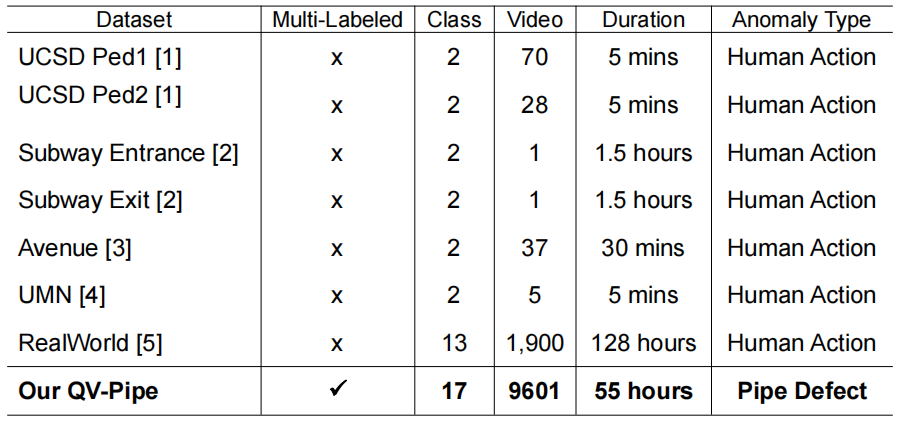 Dataset Multi-Labeled Class Video Duration Anomaly Type
UCSD Ped1 [1] x 2 70 5 mins Human Action
UCSD Ped2 [1] x 2 28 5 mins Human Action
Subway Entrance [2] x 2 1 1.5 hours Human Action
Subway Exit [2] x 2 1 1.5 hours Human Action
Avenue [3] x 2 37 30 mins Human Action
UMN [4] x 2 5 5 mins Human Action
RealWorld [5] x 13 1,900 128 hours Human Action
Our QV-Pipe ✓ 17 9601 55 hours Pipe Defect